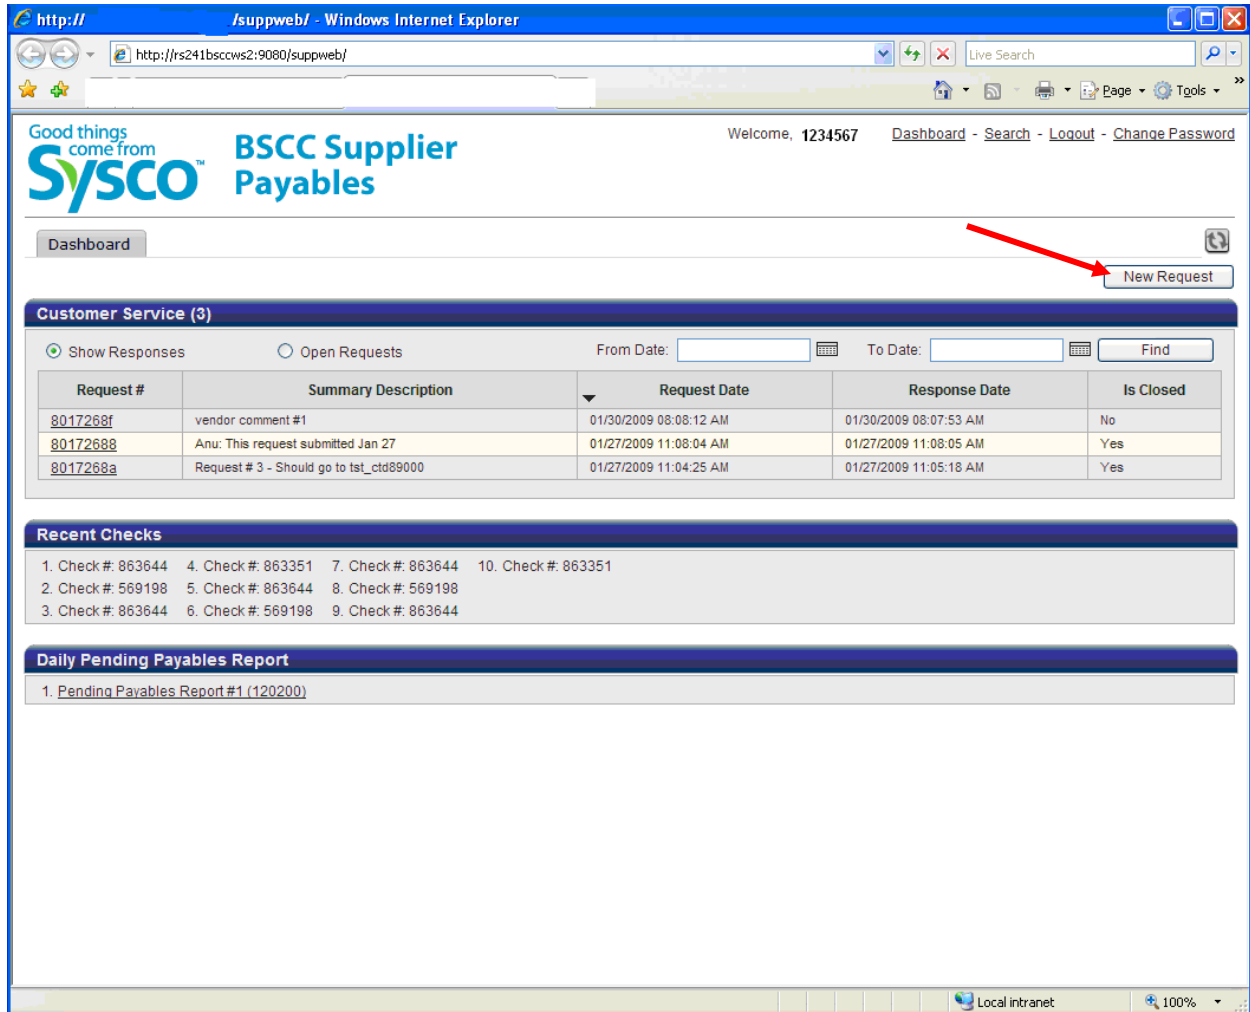 http://                /suppweb/ - Windows Internet Explorer
http://rs241bsccws2:9080/suppweb/ Live Search
Page Tools »
Good things
come from
Sysco™
BSCC Supplier
Payables
Welcome, 1234567 Dashboard - Search - Logout - Change Password
Dashboard
New Request
Customer Service (3)
Show Responses Open Requests From Date: To Date: Find
Request # Summary Description Request Date Response Date Is Closed
8017268f vendor comment #1 01/30/2009 08:08:12 AM 01/30/2009 08:07:53 AM No
80172688 Anu: This request submitted Jan 27 01/27/2009 11:08:04 AM 01/27/2009 11:08:05 AM Yes
8017268a Request # 3 - Should go to tst_ctd89000 01/27/2009 11:04:25 AM 01/27/2009 11:05:18 AM Yes
Recent Checks
1. Check #: 863644 4. Check #: 863351 7. Check #: 863644 10. Check #: 863351
2. Check #: 569198 5. Check #: 863644 8. Check #: 569198
3. Check #: 863644 6. Check #: 569198 9. Check #: 863644
Daily Pending Payables Report
1. Pending Payables Report #1 (120200)
Local intranet 100%